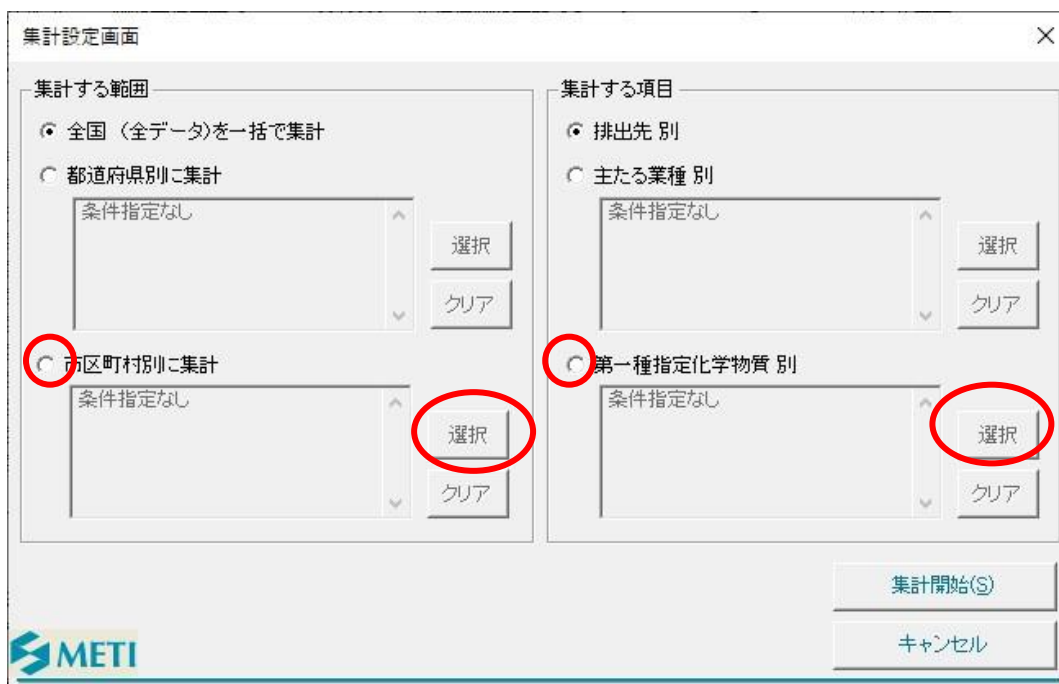 集計設定画面
集計する範囲
全国 (全データ)を一括で集計
都道府県別に集計
条件指定なし
選択
クリア
市区町村別に集計
条件指定なし
選択
クリア
集計する項目
排出先 別
主たる業種 別
条件指定なし
選択
クリア
第一種指定化学物質 別
条件指定なし
選択
クリア
集計開始(S)
キャンセル
METI